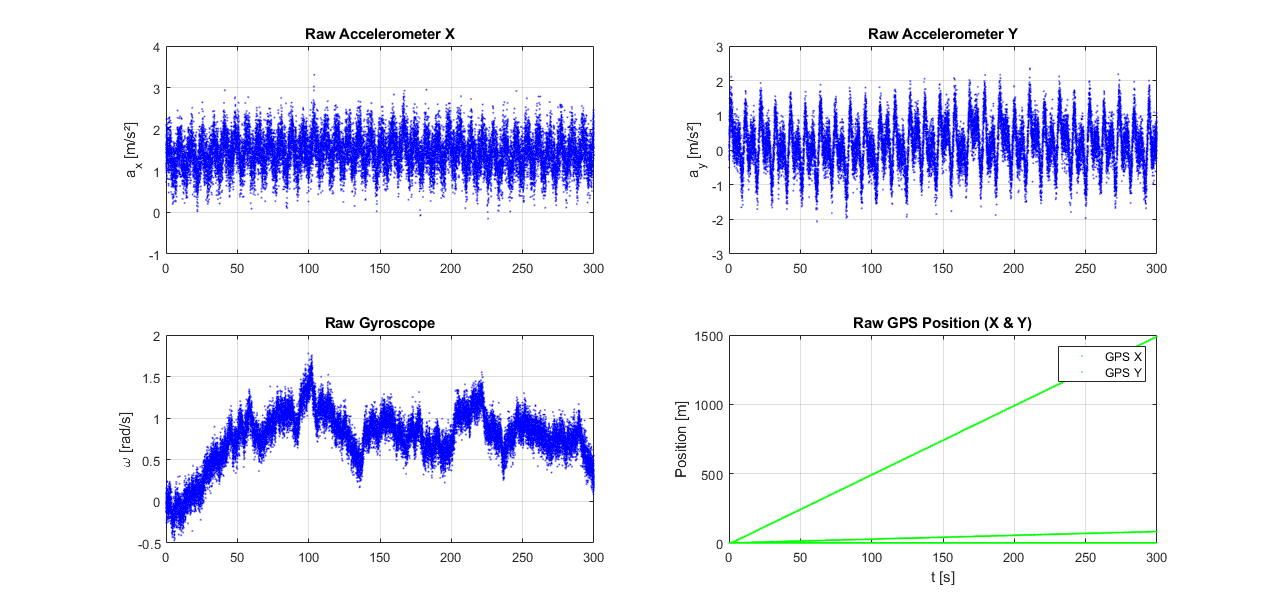 Raw Accelerometer X
4
3
2
1
0
-1
a_x [m/s²]
0 50 100 150 200 250 300
Raw Accelerometer Y
3
2
1
0
-1
-2
-3
a_y [m/s²]
0 50 100 150 200 250 300
Raw Gyroscope
2
1.5
1
0.5
0
-0.5
ω [rad/s]
0 50 100 150 200 250 300
Raw GPS Position (X & Y)
1500
1000
500
0
Position [m]
GPS X
GPS Y
0 50 100 150 200 250 300
t [s]